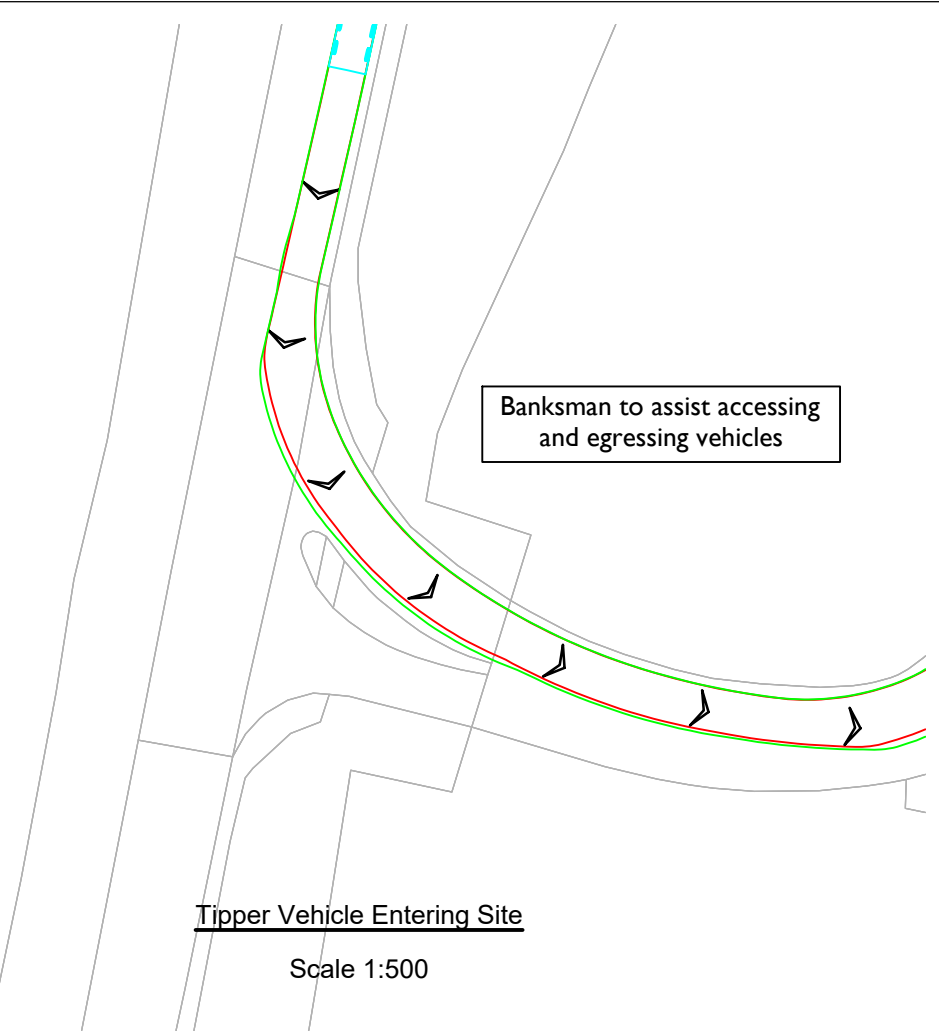 Banksman to assist accessing
and egressing vehicles
Tipper Vehicle Entering Site
Scale 1:500